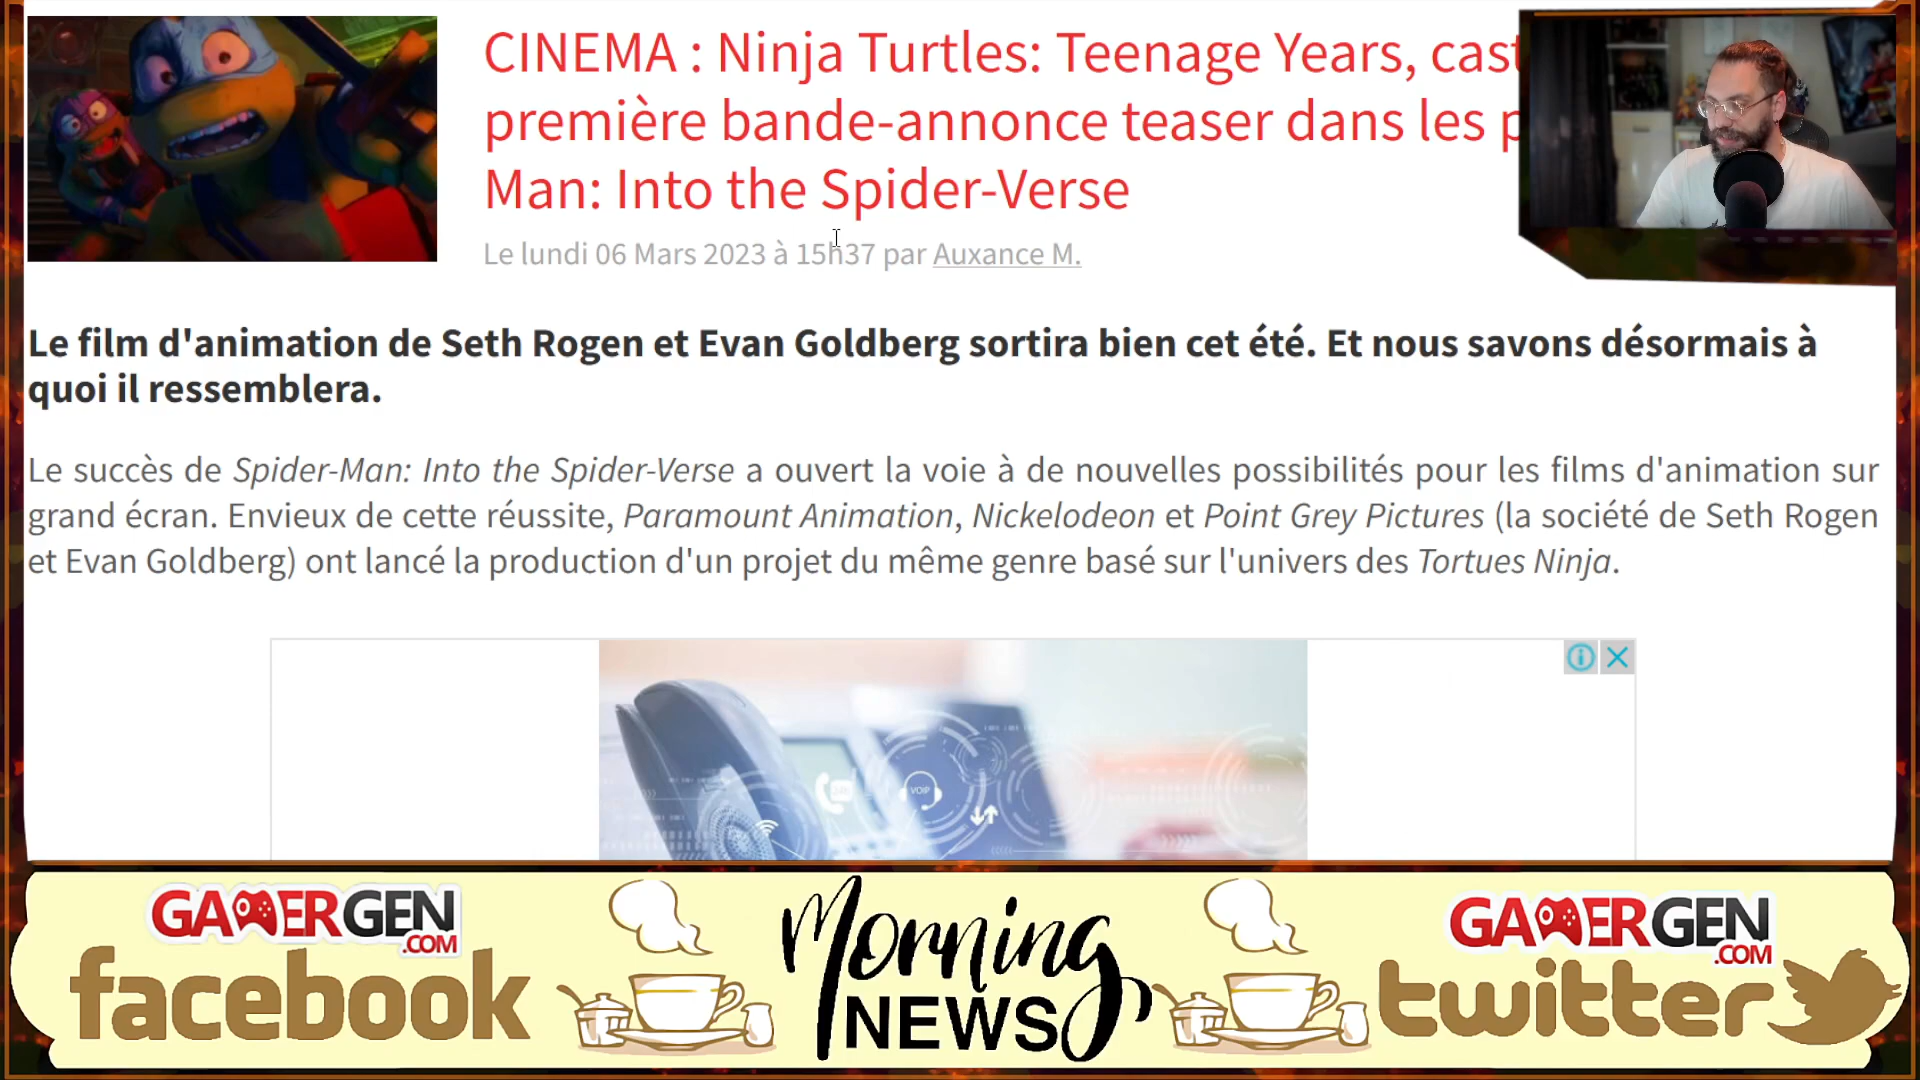 CINEMA : Ninja Turtles: Teenage Years, cast
première bande-annonce teaser dans les p
Man: Into the Spider-Verse
Le lundi 06 Mars 2023 à 15h37 par Auxance M.
Le film d'animation de Seth Rogen et Evan Goldberg sortira bien cet été. Et nous savons désormais à
quoi il ressemblera.
Le succès de Spider-Man: Into the Spider-Verse a ouvert la voie à de nouvelles possibilités pour les films d'animation sur
grand écran. Envieux de cette réussite, Paramount Animation, Nickelodeon et Point Grey Pictures (la société de Seth Rogen
et Evan Goldberg) ont lancé la production d'un projet du même genre basé sur l'univers des Tortues Ninja.
VOIP
GAMERGEN
.COM
facebook
Morning
NEWS
GAMERGEN
.COM
twitter